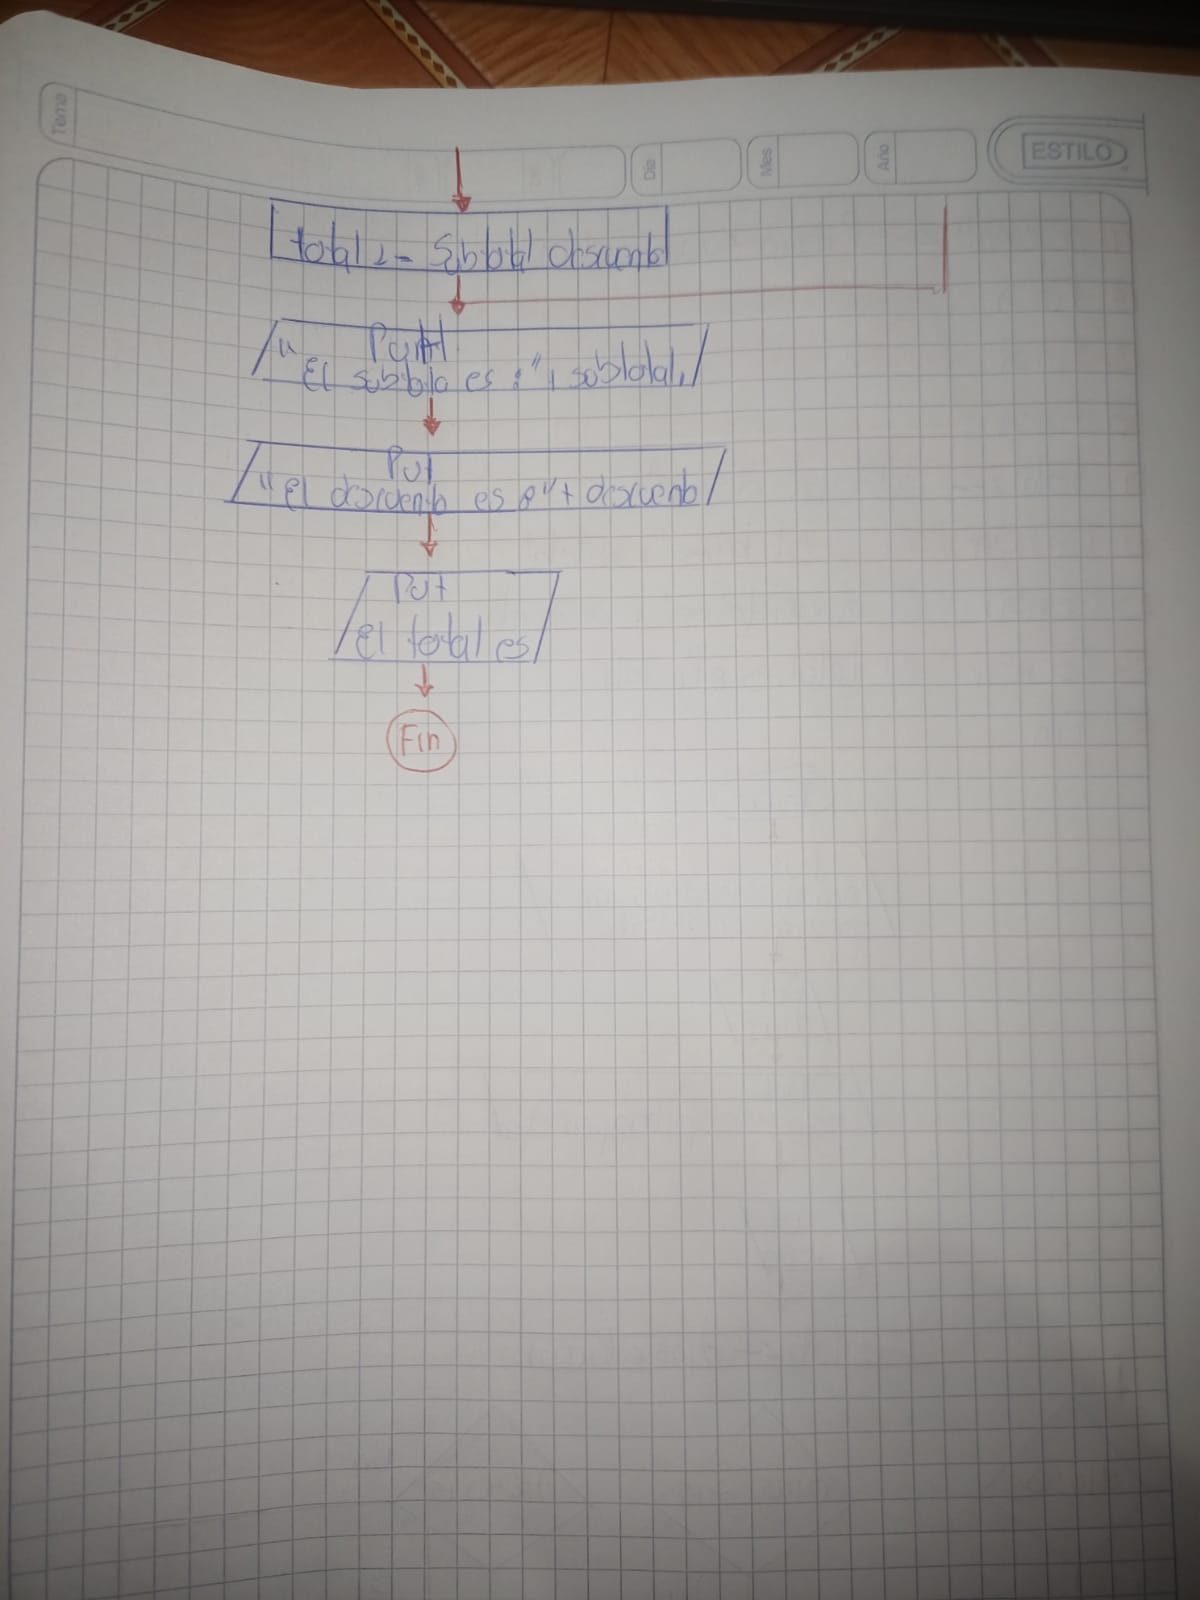 Tema
Dia
Mes
Año
ESTILO
total <- Subtotal descuento
Put
"El subtotal es :", subtotal,
Put
"el descuento es :"+ descuento
Put
el total es
Fin